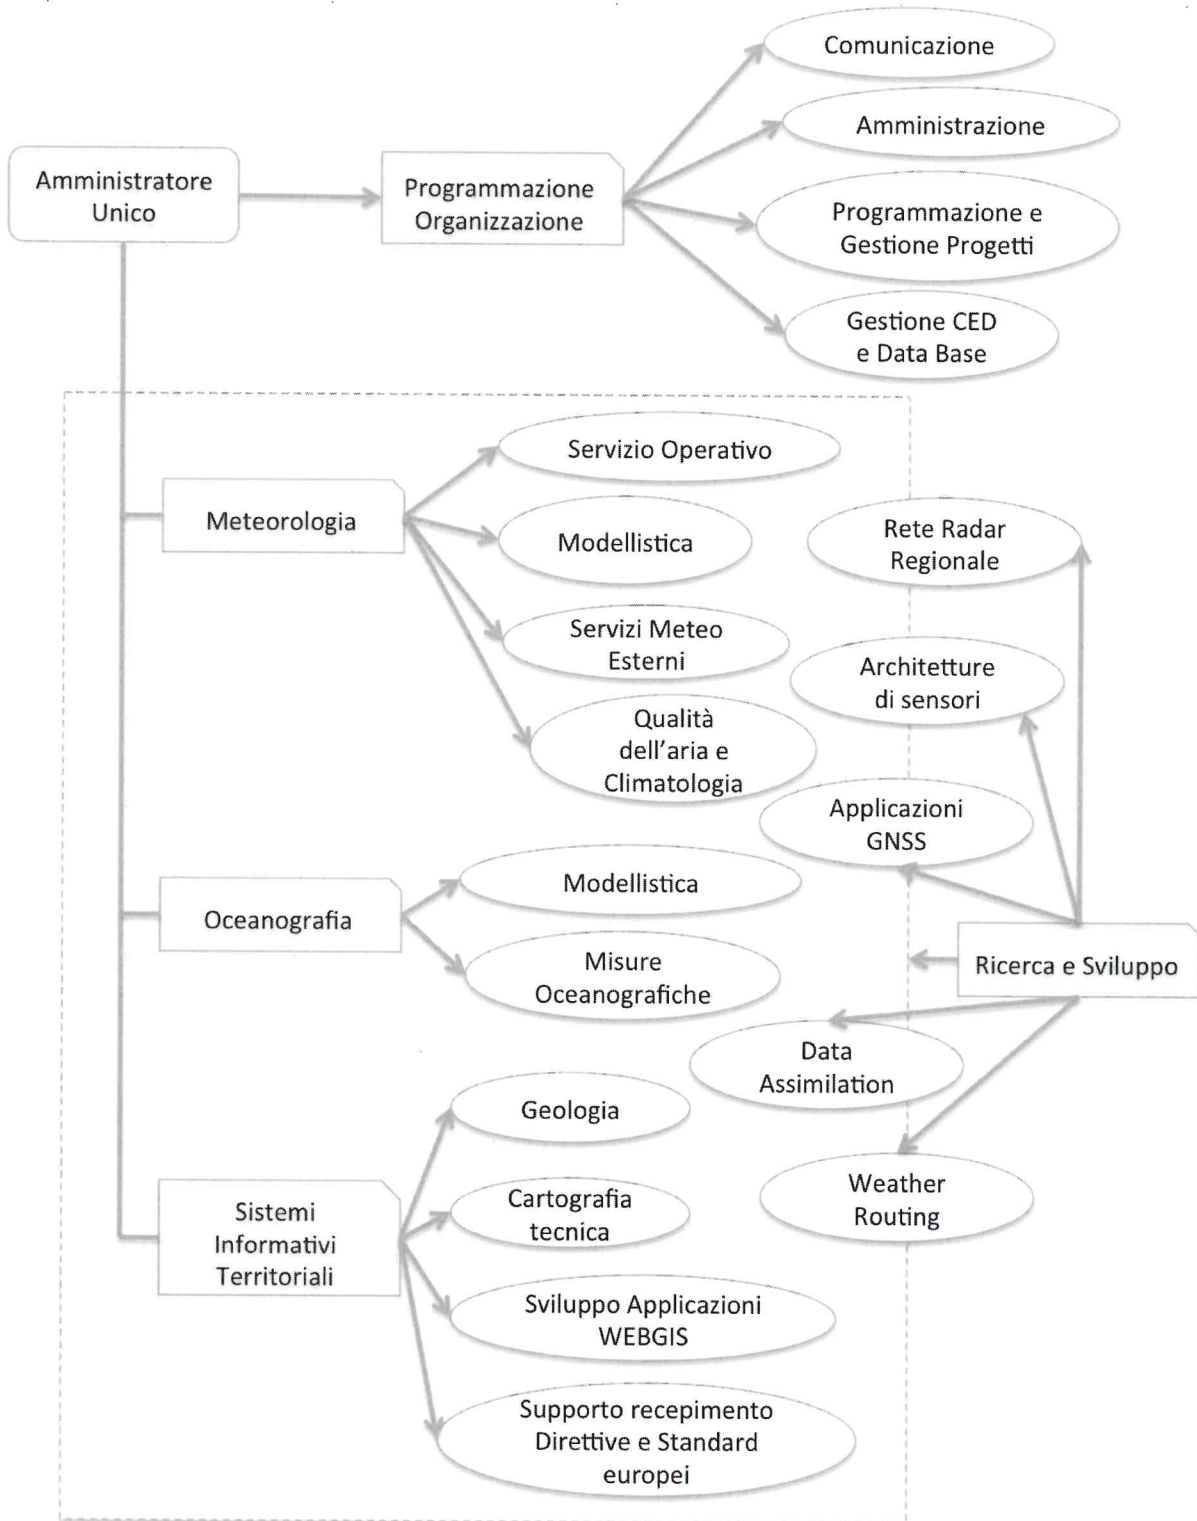 Comunicazione
Amministrazione
Amministratore
Unico
Programmazione
Organizzazione
Programmazione e
Gestione Progetti
Gestione CED
e Data Base
Servizio Operativo
Meteorologia
Modellistica
Servizi Meteo
Esterni
Qualità
dell'aria e
Climatologia
Rete Radar
Regionale
Architetture
di sensori
Applicazioni
GNSS
Oceanografia
Modellistica
Misure
Oceanografiche
Ricerca e Sviluppo
Data
Assimilation
Weather
Routing
Sistemi
Informativi
Territoriali
Geologia
Cartografia
tecnica
Sviluppo Applicazioni
WEBGIS
Supporto recepimento
Direttive e Standard
europei